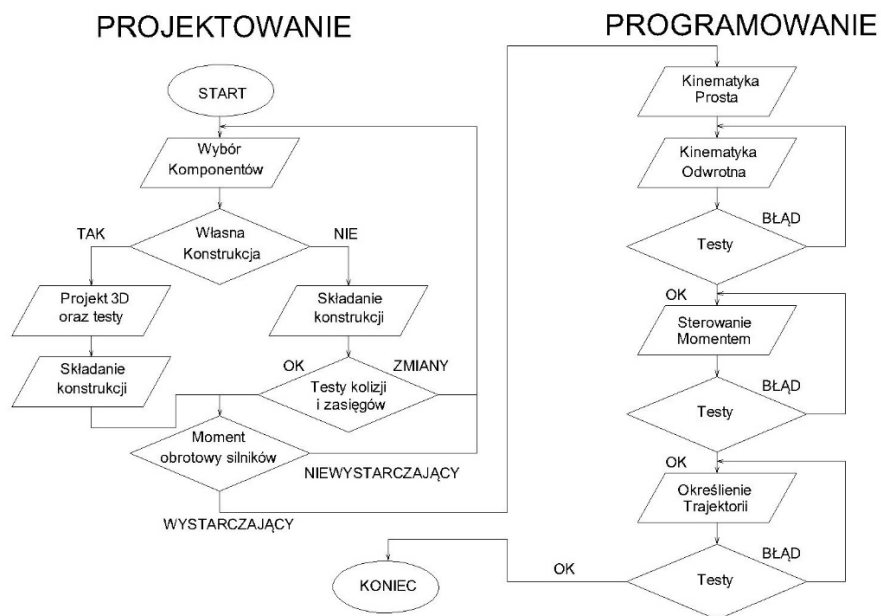 PROJEKTOWANIE
START
Wybór
Komponentów
TAK
Własna
Konstrukcja
NIE
Projekt 3D
oraz testy
Składanie
konstrukcji
Składanie
konstrukcji
OK
ZMIANY
Testy kolizji
i zasięgów
Moment
obrotowy silników
NIEWYSTARCZAJĄCY
WYSTARCZAJĄCY
PROGRAMOWANIE
Kinematyka
Prosta
Kinematyka
Odwrotna
BŁĄD
Testy
OK
Sterowanie
Momentem
BŁĄD
Testy
OK
Okréślienie
Trajektorii
BŁĄD
Testy
OK
KONIEC